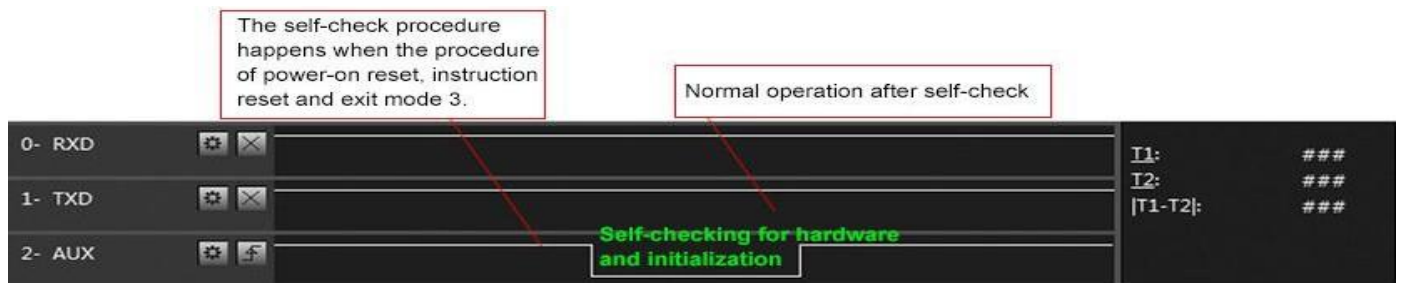 The self-check procedure
happens when the procedure
of power-on reset, instruction
reset and exit mode 3.
Normal operation after self-check
0- RXD
T1: ###
T2: ###
1- TXD
|T1-T2|: ###
Self-checking for hardware
and initialization
2- AUX